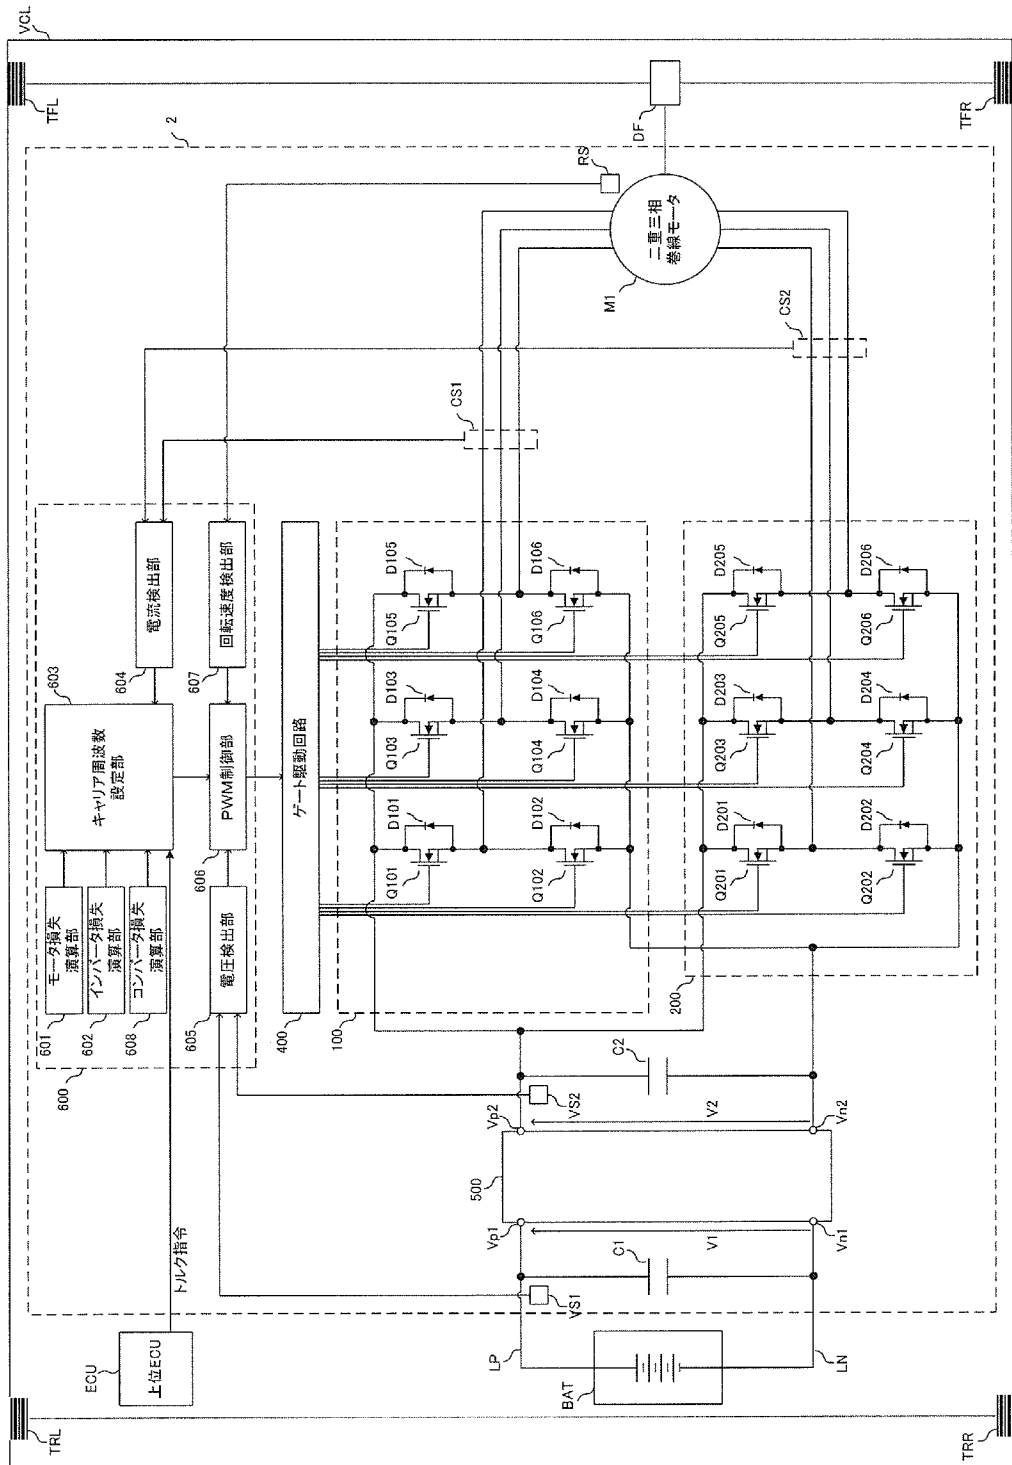 VCL
TFL
TFR
DF
2
RS
二重三相
巻線モータ
M1
CS2
CS1
603
キャリア周波数
設定部
電流検出部
604
回転速度検出部
607
PWM制御部
606
モータ損失
演算部
601
インバータ損失
演算部
602
コンバータ損失
演算部
608
電圧検出部
605
600
ゲート駆動回路
400
100
Q101
D101
Q103
D103
Q105
D105
Q102
D102
Q104
D104
Q106
D106
200
Q201
D201
Q203
D203
Q205
D205
Q202
D202
Q204
D204
Q206
D206
C2
VS2
V2
Vp2
Vn2
500
Vp1
Vn1
V1
C1
VS1
トルク指令
ECU
上位ECU
LP
LN
BAT
TRL
TRR